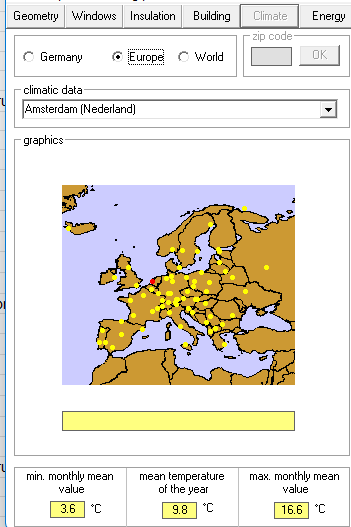 Geometry Windows Insulation Building Climate Energy
zip code
Germany Europe World OK
climatic data
Amsterdam (Nederland)
graphics
min. monthly mean mean temperature max. monthly mean
value of the year value
3.6 °C 9.8 °C 16.6 °C